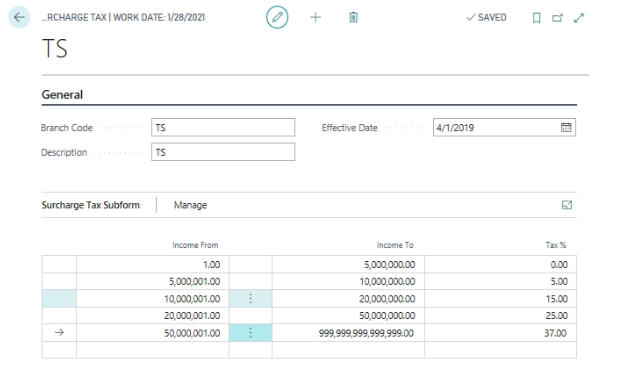 …RCHARGE TAX | WORK DATE: 1/28/2021
SAVED
TS
General
Branch Code TS Effective Date 4/1/2019
Description TS
Surcharge Tax Subform Manage
Income From Income To Tax %
1.00 5,000,000.00 0.00
5,000,001.00 10,000,000.00 5.00
10,000,001.00 20,000,000.00 15.00
20,000,001.00 50,000,000.00 25.00
50,000,001.00 999,999,999,999,999.00 37.00